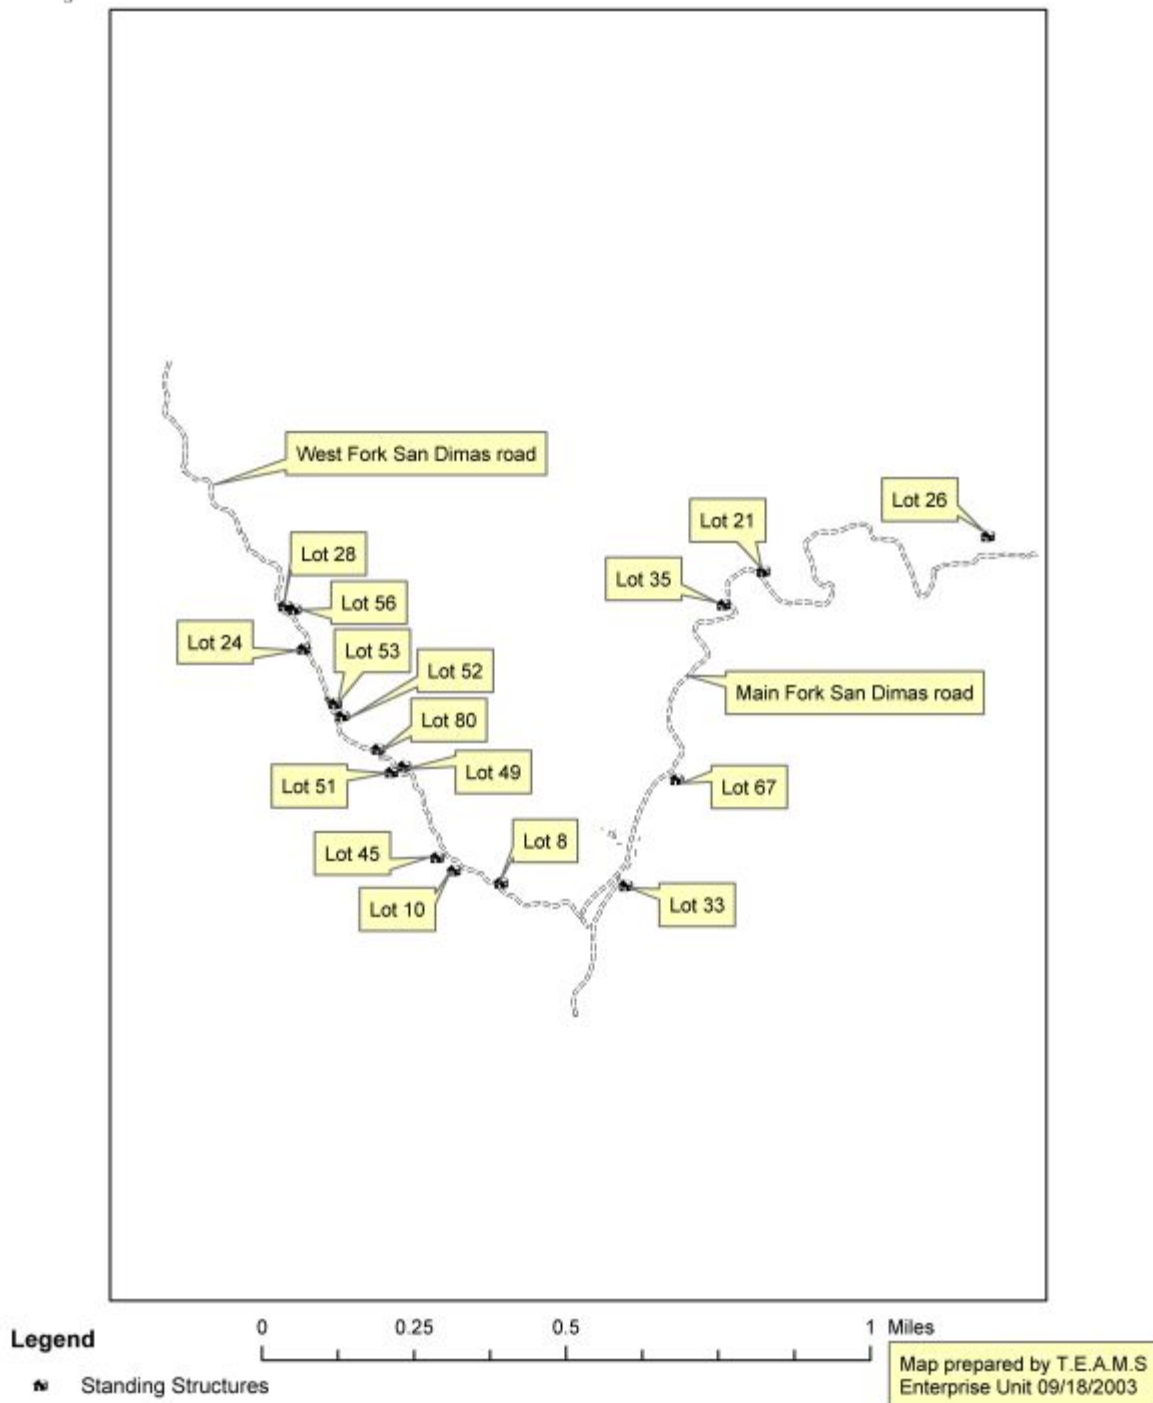 West Fork San Dimas road
Lot 26
Lot 21
Lot 28
Lot 35
Lot 56
Lot 24
Lot 53
Lot 52
Main Fork San Dimas road
Lot 80
Lot 49
Lot 51
Lot 67
Lot 8
Lot 45
Lot 10
Lot 33
0 0.25 0.5 1 Miles
Legend
Standing Structures
Map prepared by T.E.A.M.S
Enterprise Unit 09/18/2003